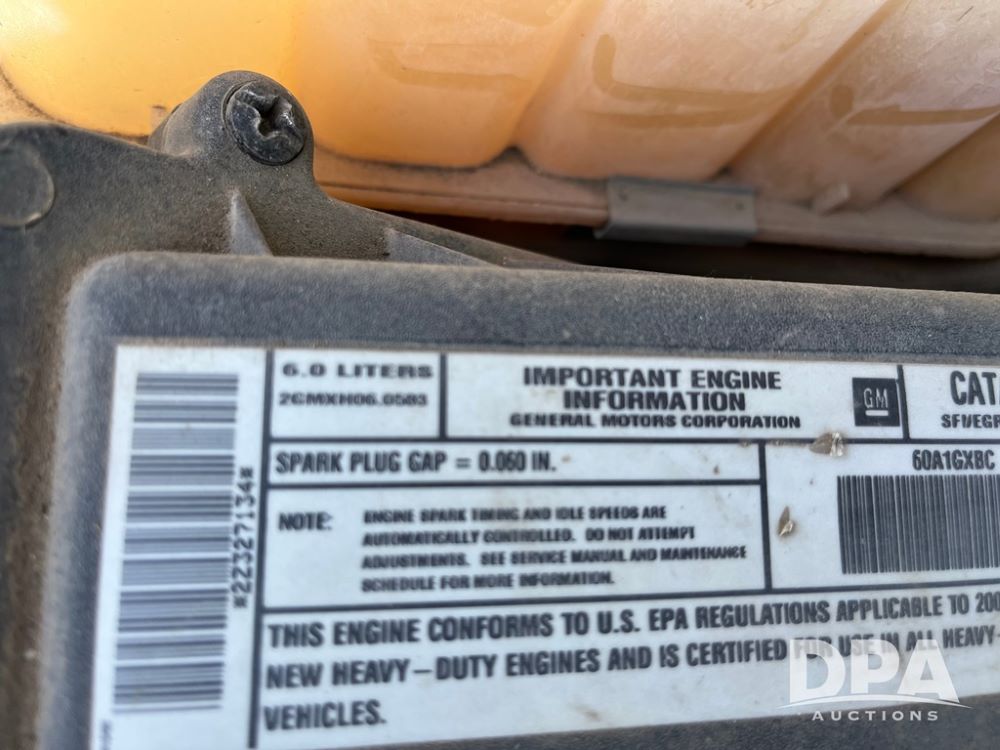 6.0 LITERS
2GMXH06.0583
IMPORTANT ENGINE
INFORMATION
GENERAL MOTORS CORPORATION
GM
CAT
SFI/EGR
*22327134*
SPARK PLUG GAP = 0.060 IN.
60A1GXBC
NOTE: ENGINE SPARK TIMING AND IDLE SPEEDS ARE
AUTOMATICALLY CONTROLLED. DO NOT ATTEMPT
ADJUSTMENTS. SEE SERVICE MANUAL AND MAINTENANCE
SCHEDULE FOR MORE INFORMATION.
THIS ENGINE CONFORMS TO U.S. EPA REGULATIONS APPLICABLE TO 200
NEW HEAVY-DUTY ENGINES AND IS CERTIFIED FOR USE IN ALL HEAVY-
VEHICLES.
DPA
AUCTIONS